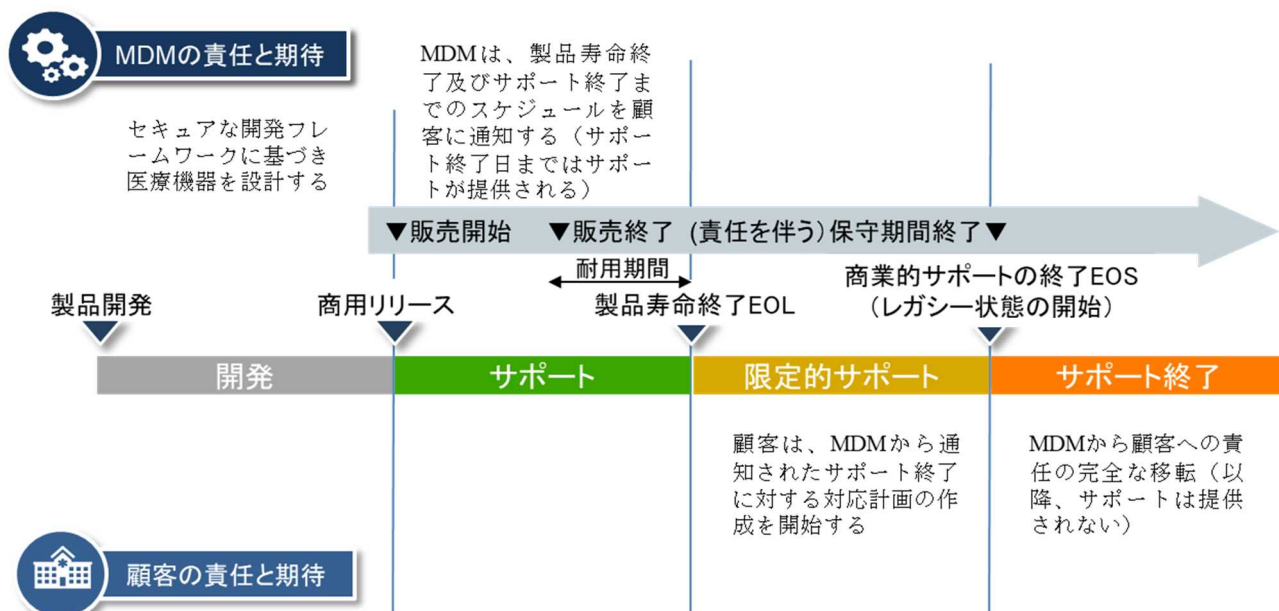 MDMの責任と期待
セキュアな開発フレ
ームワークに基づき
医療機器を設計する
MDMは、製品寿命終
了及びサポート終了ま
でのスケジュールを顧
客に通知する（サポー
ト終了日まではサポー
トが提供される）
▼販売開始 ▼販売終了 (責任を伴う)保守期間終了▼
耐用期間
製品開発
商用リリース
製品寿命終了EOL
商業的サポートの終了EOS
（レガシー状態の開始）
開発
サポート
限定的サポート
サポート終了
顧客は、MDMから通
知されたサポート終了
に対する対応計画の作
成を開始する
MDMから顧客への責
任の完全な移転（以
降、サポートは提供
されない）
顧客の責任と期待